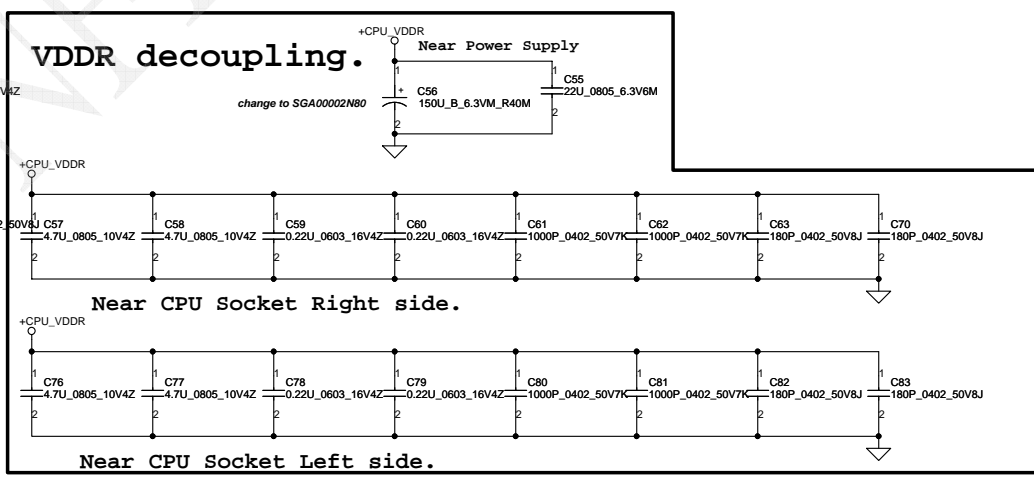 +CPU_VDDR
VDDR decoupling.
Near Power Supply
1
1
C55
22U_0805_6.3V6M
+
C56
150U_B_6.3VM_R40M
change to SGA00002N80
2
2
V4Z
+CPU_VDDR
1 1 1 1 1 1 1 1
_50V8J C57 C58 C59 C60 C61 C62 C63 C70
4.7U_0805_10V4Z 4.7U_0805_10V4Z 0.22U_0603_16V4Z 0.22U_0603_16V4Z 1000P_0402_50V7K 1000P_0402_50V7K 180P_0402_50V8J 180P_0402_50V8J
2 2 2 2 2 2 2 2
Near CPU Socket Right side.
+CPU_VDDR
1 1 1 1 1 1 1 1
C76 C77 C78 C79 C80 C81 C82 C83
4.7U_0805_10V4Z 4.7U_0805_10V4Z 0.22U_0603_16V4Z 0.22U_0603_16V4Z 1000P_0402_50V7K 1000P_0402_50V7K 180P_0402_50V8J 180P_0402_50V8J
2 2 2 2 2 2 2 2
Near CPU Socket Left side.